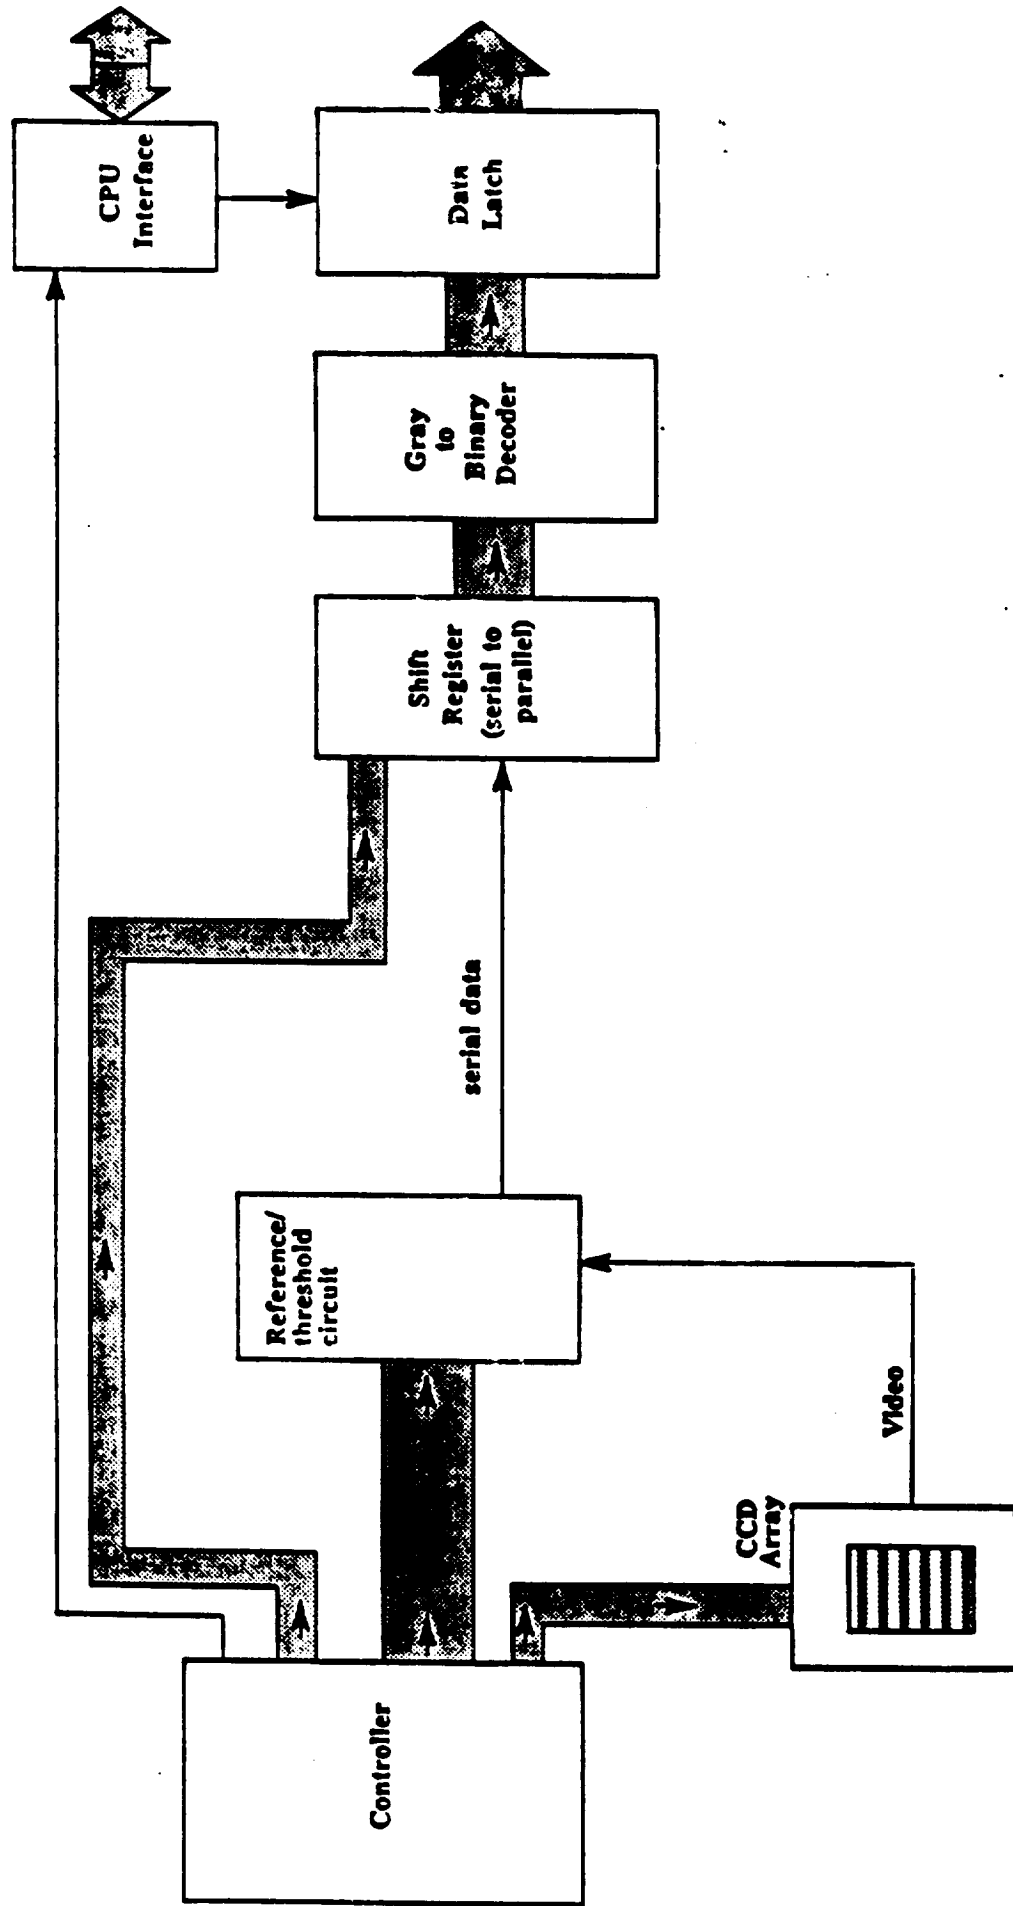 Controller
CCD
Array
Video
Reference/
threshold
circuit
serial data
Shift
Register
(serial to
parallel)
Gray
to
Binary
Decoder
Data
Latch
CPU
Interface